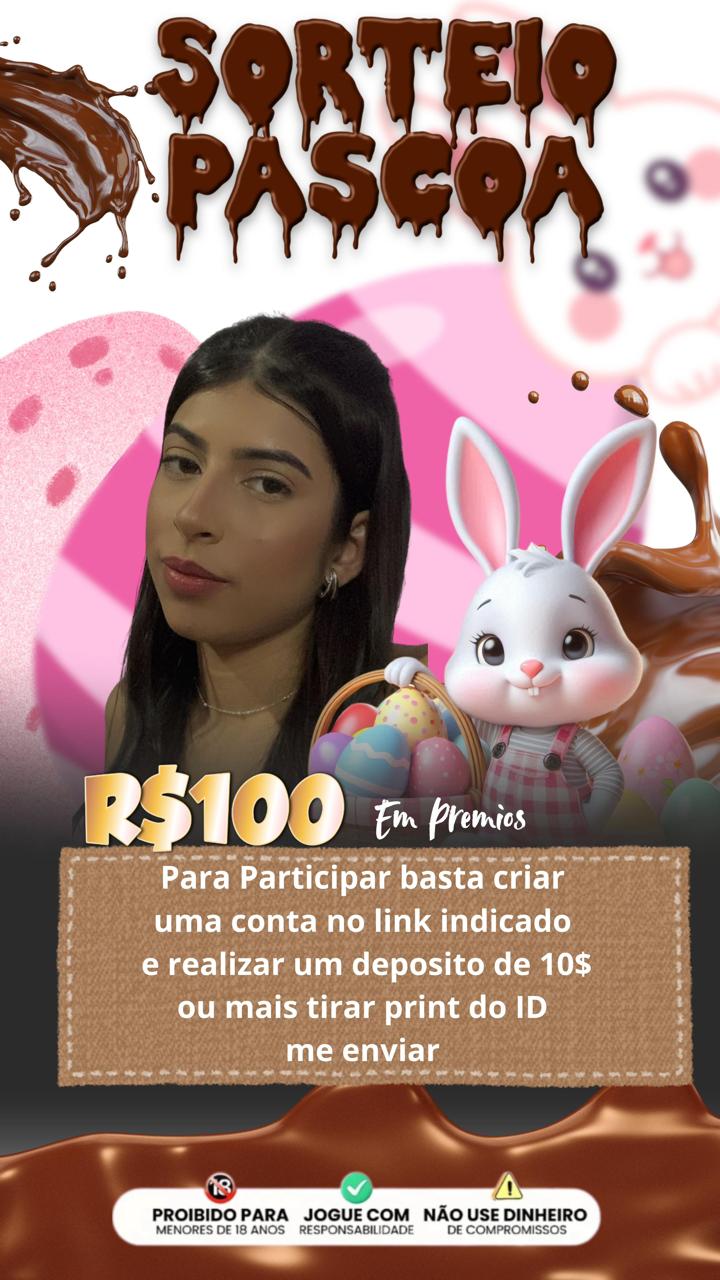 SORTEIO
PASCOA
R$100
Em Premios
Para Participar basta criar
uma conta no link indicado
e realizar um deposito de 10$
ou mais tirar print do ID
me enviar
18
PROIBIDO PARA
MENORES DE 18 ANOS
JOGUE COM
RESPONSABILIDADE
NÃO USE DINHEIRO
DE COMPROMISSOS